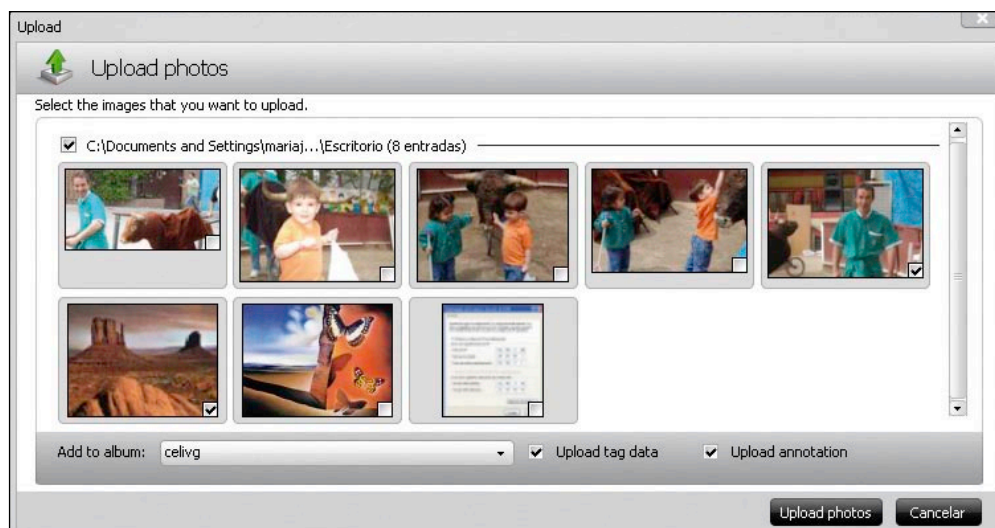 Upload
Upload photos
Select the images that you want to upload.
C:\Documents and Settings\mariaj...\Escritorio (8 entradas)
Add to album: celivg Upload tag data Upload annotation
Upload photos Cancelar